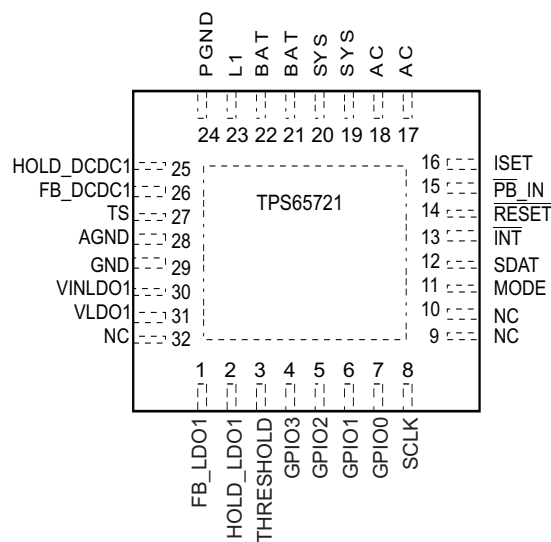 PGND
L1
BAT
BAT
SYS
SYS
AC
AC
24 23 22 21 20 19 18 17
HOLD_DCDC1 25
FB_DCDC1 26
TS 27
AGND 28
GND 29
VINLDO1 30
VLDO1 31
NC 32
TPS65721
16 ISET
15 PB_IN
14 RESET
13 INT
12 SDAT
11 MODE
10 NC
9 NC
1 2 3 4 5 6 7 8
FB_LDO1
HOLD_LDO1
THRESHOLD
GPIO3
GPIO2
GPIO1
GPIO0
SCLK